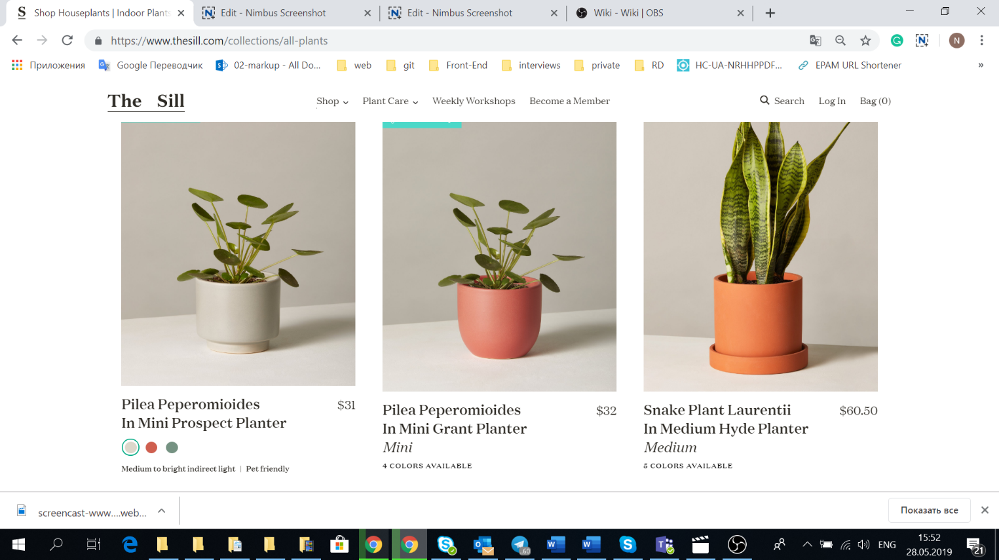 S Shop Houseplants | Indoor Plants
Edit - Nimbus Screenshot
Edit - Nimbus Screenshot
Wiki - Wiki | OBS
https://www.thesill.com/collections/all-plants
N
Приложения
Google Переводчик
02-markup - All Do...
web
git
Front-End
interviews
private
RD
HC-UA-NRHHPPDF...
EPAM URL Shortener
»
The Sill
Shop
Plant Care
Weekly Workshops
Become a Member
Search
Log In
Bag (0)
Pilea Peperomioides
In Mini Prospect Planter
$31
Medium to bright indirect light | Pet friendly
Pilea Peperomioides
In Mini Grant Planter
$32
Mini
4 COLORS AVAILABLE
Snake Plant Laurentii
In Medium Hyde Planter
$60.50
Medium
5 COLORS AVAILABLE
screencast-www....web...
Показать все
.60
ENG
15:52
28.05.2019
21